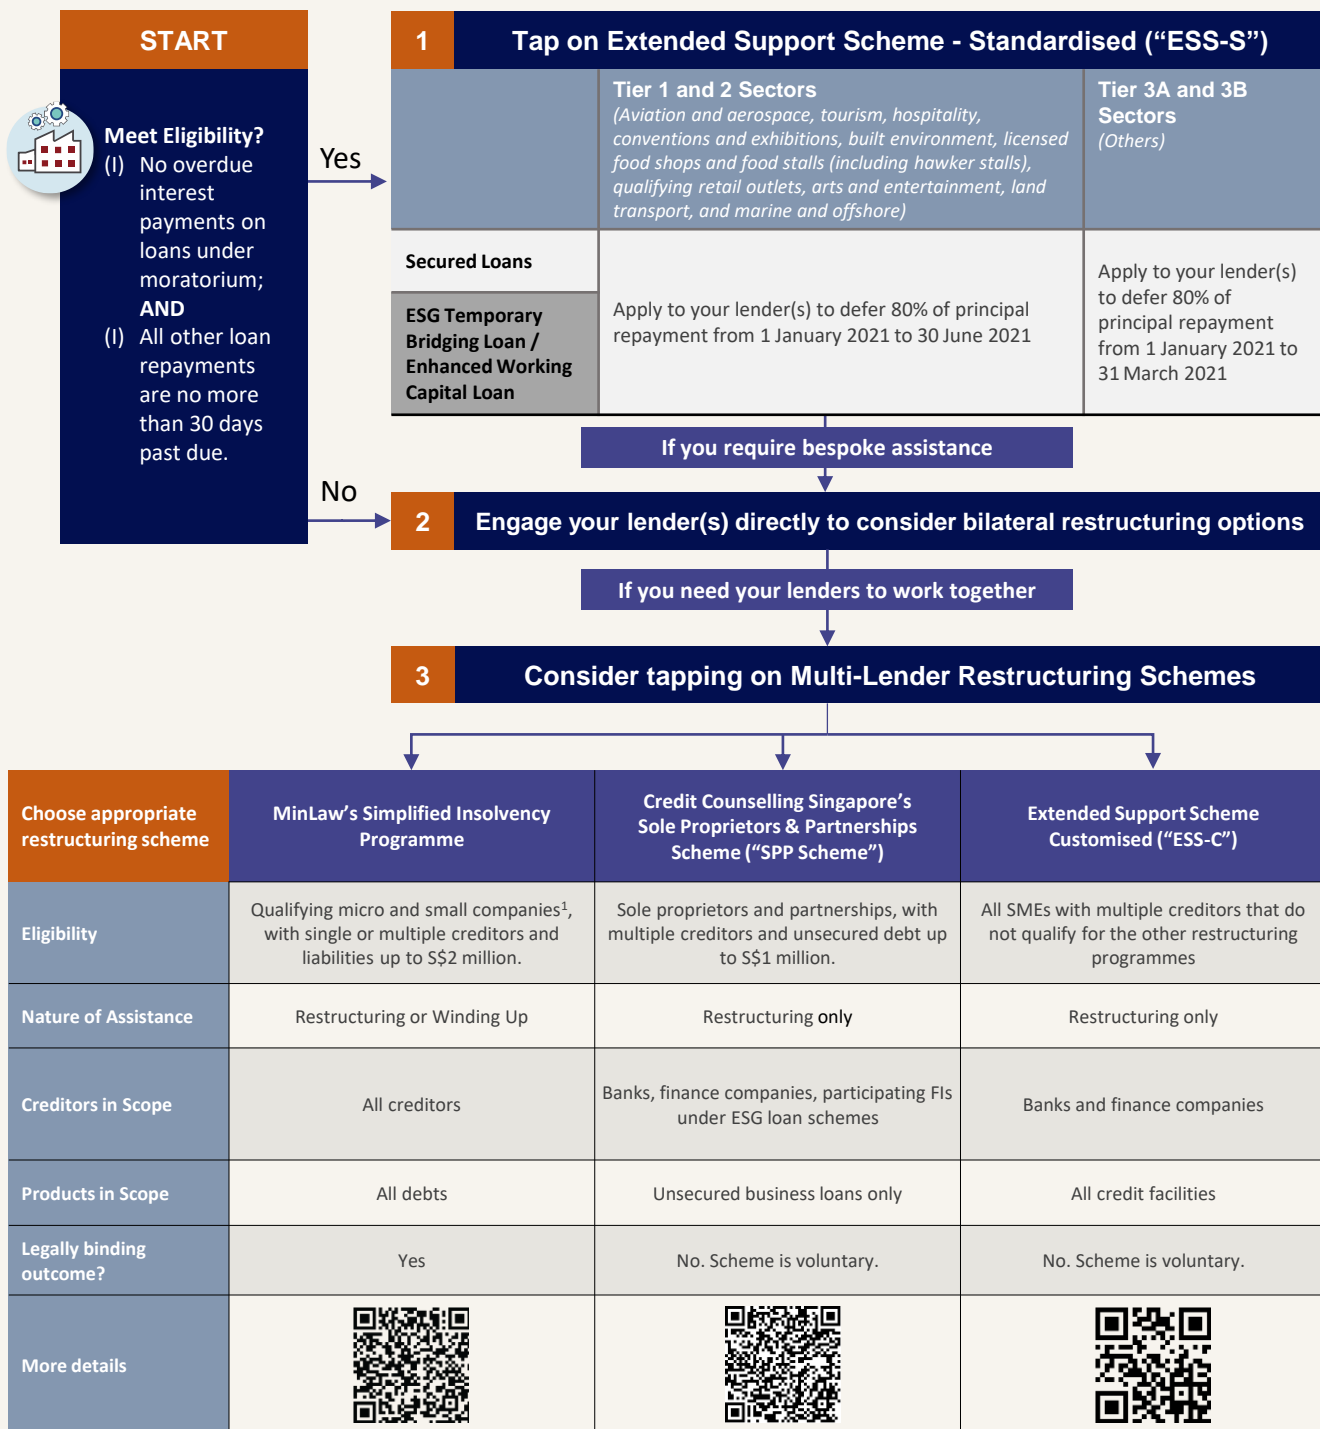 START
Meet Eligibility?
(I) No overdue
interest
payments on
loans under
moratorium;
AND
(I) All other loan
repayments
are no more
than 30 days
past due.
Yes
No
1 Tap on Extended Support Scheme - Standardised (“ESS-S”)
Tier 1 and 2 Sectors
(Aviation and aerospace, tourism, hospitality,
conventions and exhibitions, built environment, licensed
food shops and food stalls (including hawker stalls),
qualifying retail outlets, arts and entertainment, land
transport, and marine and offshore)
Tier 3A and 3B
Sectors
(Others)
Secured Loans
ESG Temporary
Bridging Loan /
Enhanced Working
Capital Loan
Apply to your lender(s) to defer 80% of principal
repayment from 1 January 2021 to 30 June 2021
Apply to your lender(s)
to defer 80% of
principal repayment
from 1 January 2021 to
31 March 2021
If you require bespoke assistance
2 Engage your lender(s) directly to consider bilateral restructuring options
If you need your lenders to work together
3 Consider tapping on Multi-Lender Restructuring Schemes
Choose appropriate
restructuring scheme
MinLaw’s Simplified Insolvency
Programme
Credit Counselling Singapore’s
Sole Proprietors & Partnerships
Scheme (“SPP Scheme”)
Extended Support Scheme
Customised (“ESS-C”)
Eligibility
Qualifying micro and small companies¹,
with single or multiple creditors and
liabilities up to S$2 million.
Sole proprietors and partnerships, with
multiple creditors and unsecured debt up
to S$1 million.
All SMEs with multiple creditors that do
not qualify for the other restructuring
programmes
Nature of Assistance
Restructuring or Winding Up
Restructuring only
Restructuring only
Creditors in Scope
All creditors
Banks, finance companies, participating FIs
under ESG loan schemes
Banks and finance companies
Products in Scope
All debts
Unsecured business loans only
All credit facilities
Legally binding
outcome?
Yes
No. Scheme is voluntary.
No. Scheme is voluntary.
More details